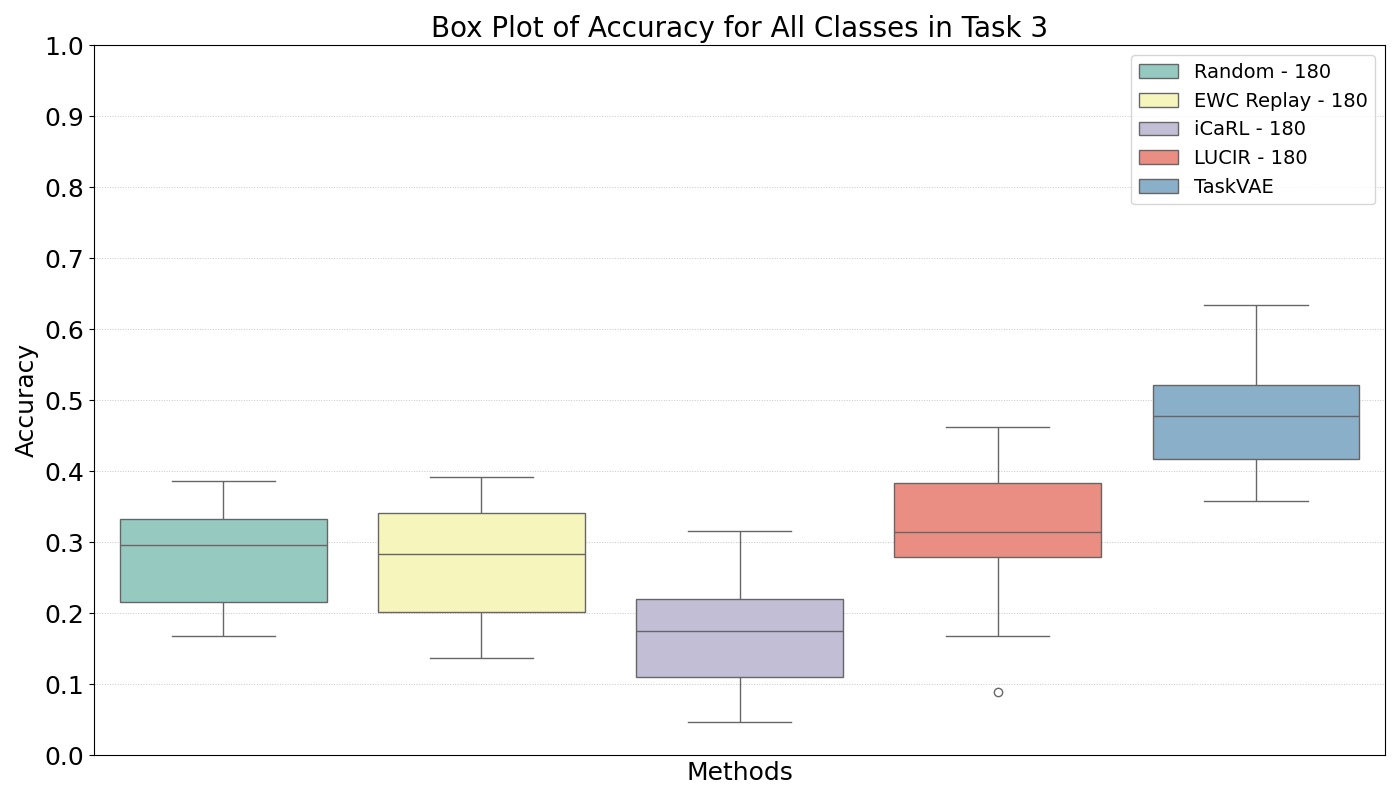 Box Plot of Accuracy for All Classes in Task 3
1.0
0.9
0.8
0.7
0.6
0.5
0.4
0.3
0.2
0.1
0.0
Accuracy
Methods
Random - 180
EWC Replay - 180
iCaRL - 180
LUCIR - 180
TaskVAE